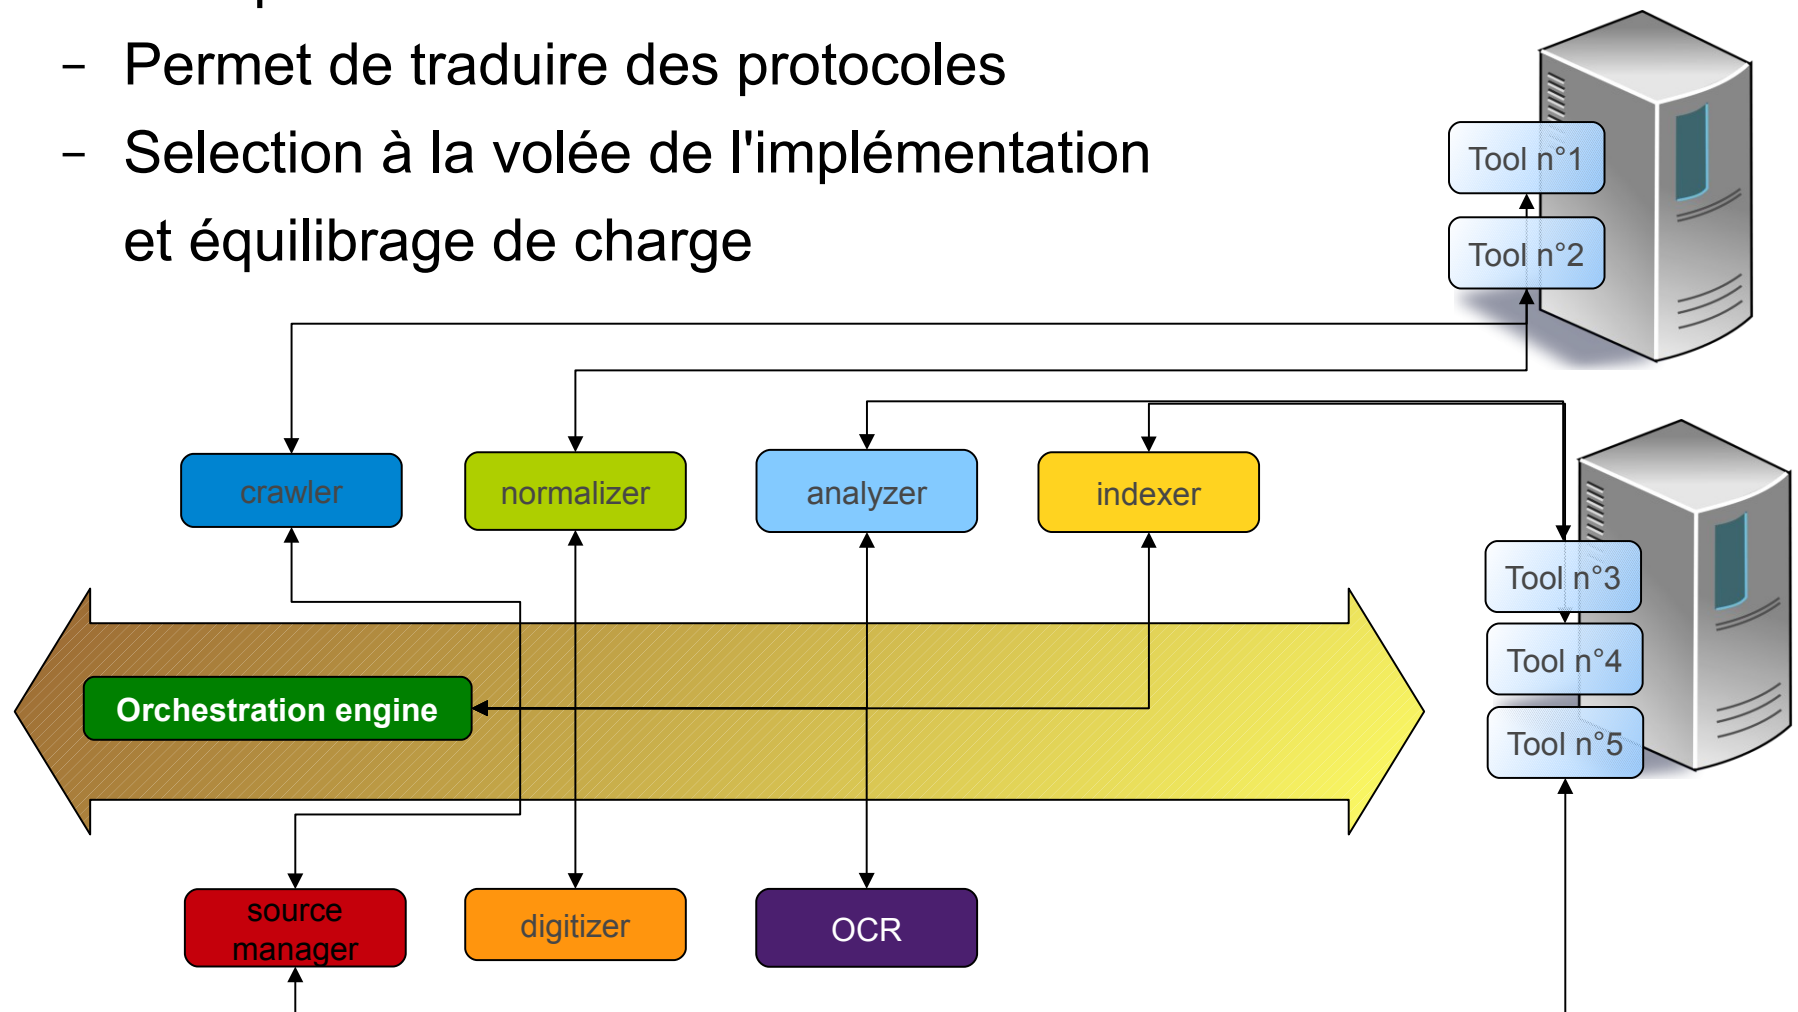 - Permet de traduire des protocoles
- Selection à la volée de l'implémentation
et équilibrage de charge
Tool n°1
Tool n°2
crawler
normalizer
analyzer
indexer
Tool n°3
Tool n°4
Tool n°5
Orchestration engine
source
manager
digitizer
OCR